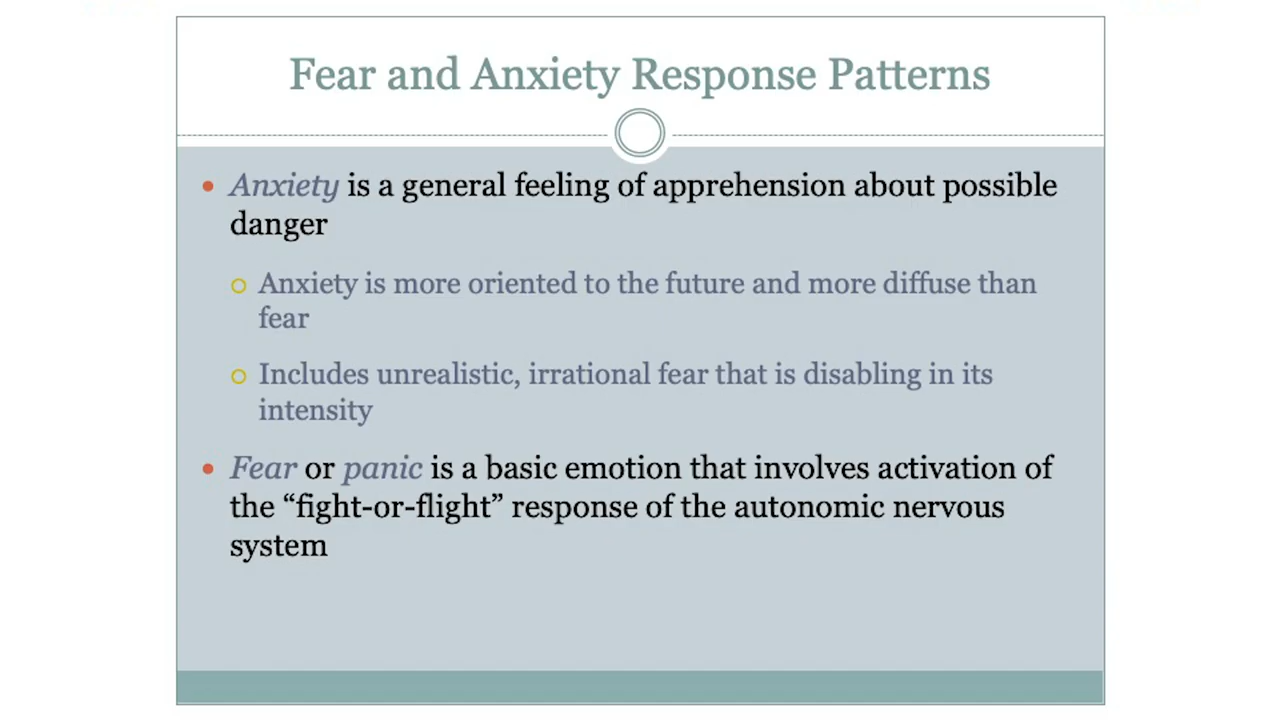 Fear and Anxiety Response Patterns
• Anxiety is a general feeling of apprehension about possible
danger
○ Anxiety is more oriented to the future and more diffuse than
fear
○ Includes unrealistic, irrational fear that is disabling in its
intensity
• Fear or panic is a basic emotion that involves activation of
the “fight-or-flight” response of the autonomic nervous
system